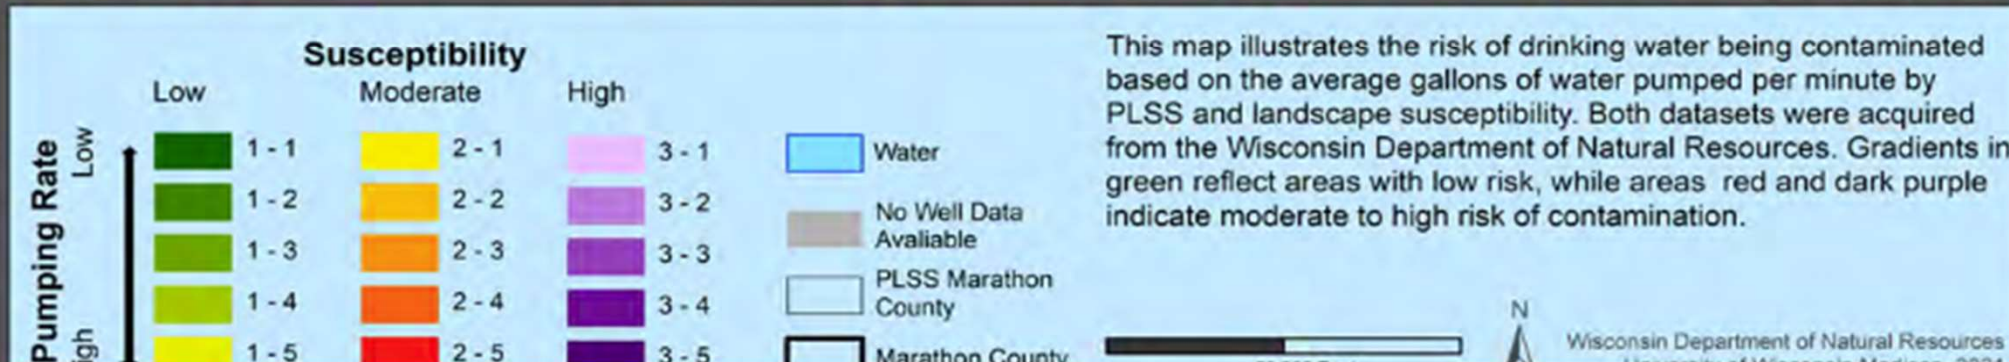 Susceptibility
Low Moderate High
Pumping Rate
Low
1 - 1 2 - 1 3 - 1
1 - 2 2 - 2 3 - 2
1 - 3 2 - 3 3 - 3
1 - 4 2 - 4 3 - 4
1 - 5 2 - 5 3 - 5
Water
No Well Data
Avaliable
PLSS Marathon
County
Marathon County
This map illustrates the risk of drinking water being contaminated
based on the average gallons of water pumped per minute by
PLSS and landscape susceptibility. Both datasets were acquired
from the Wisconsin Department of Natural Resources. Gradients in
green reflect areas with low risk, while areas  red and dark purple
indicate moderate to high risk of contamination.
N
Wisconsin Department of Natural Resources